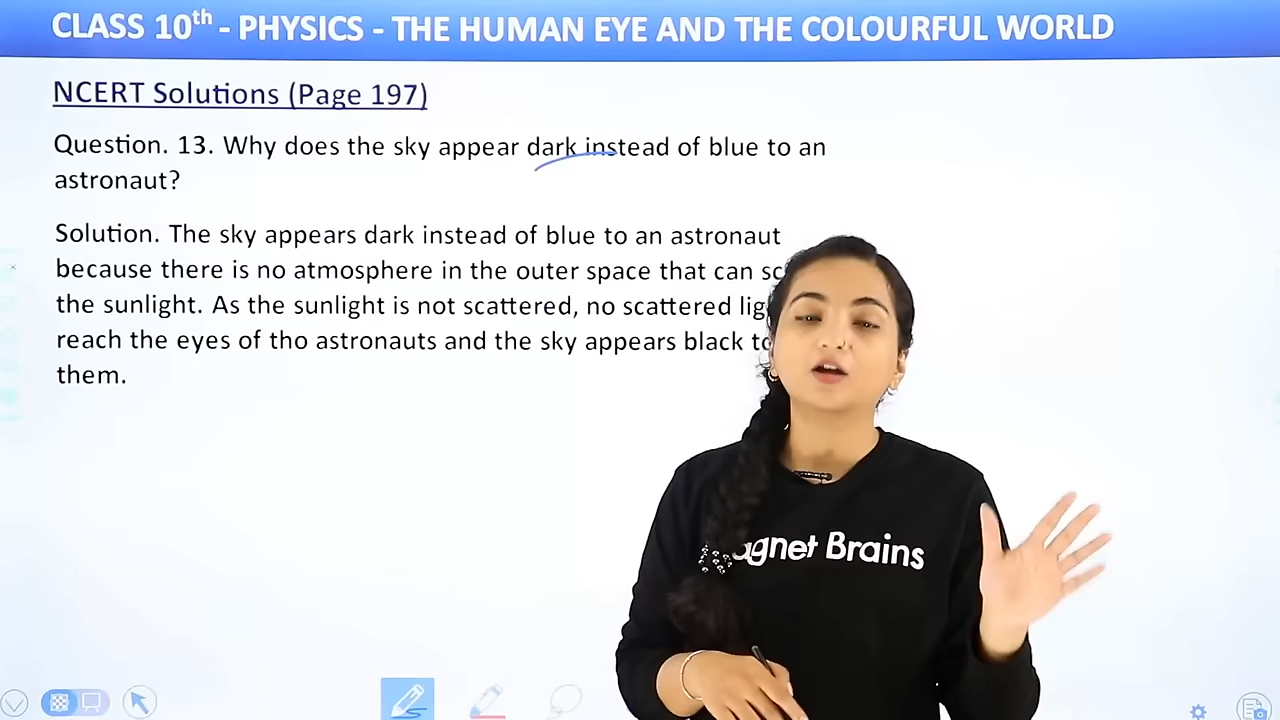 CLASS 10th - PHYSICS - THE HUMAN EYE AND THE COLOURFUL WORLD
NCERT Solutions (Page 197)
Question. 13. Why does the sky appear dark instead of blue to an
astronaut?
Solution. The sky appears dark instead of blue to an astronaut
because there is no atmosphere in the outer space that can
the sunlight. As the sunlight is not scattered, no scattered
reach the eyes of tho astronauts and the sky appears black to
them.
Brains